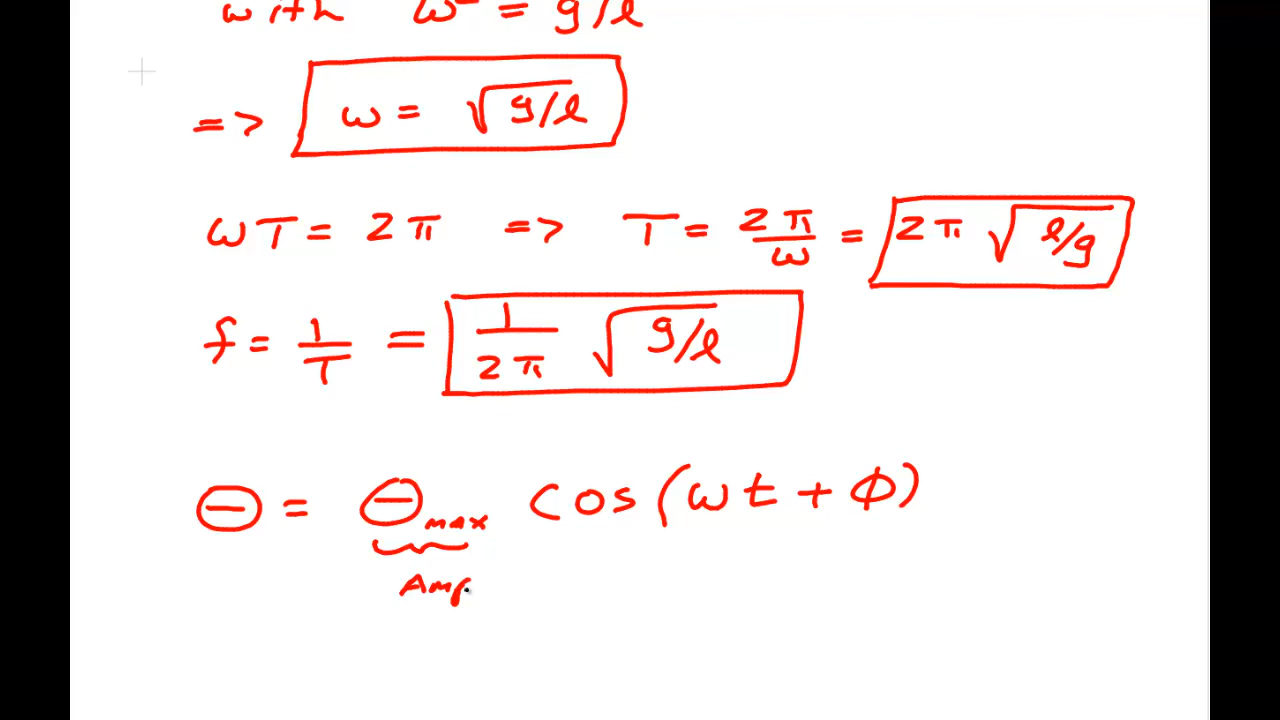 with ω² = g/l
=> ω = √g/l
ωT = 2π => T = 2π/ω = 2π √l/g
f = 1/T = 1/2π √g/l
Θ = Θmax cos(ωt + φ)
Amp